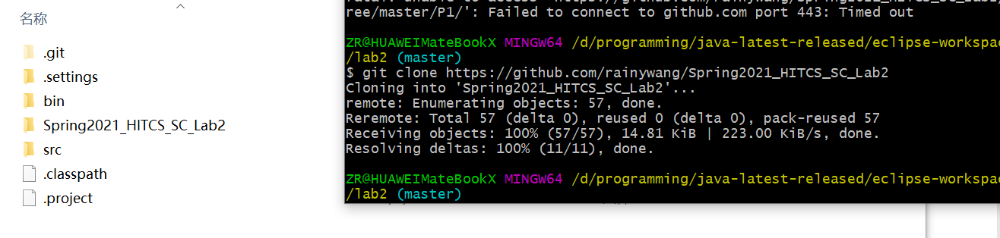 名称
.git
.settings
bin
Spring2021_HITCS_SC_Lab2
src
.classpath
.project
ree/master/P1/': Failed to connect to github.com port 443: Timed out
ZR@HUAWEIMateBookX MINGW64 /d/programming/java-latest-released/eclipse-workspac
/lab2 (master)
$ git clone https://github.com/rainywang/Spring2021_HITCS_SC_Lab2
Cloning into 'Spring2021_HITCS_SC_Lab2'...
remote: Enumerating objects: 57, done.
Reremote: Total 57 (delta 0), reused 0 (delta 0), pack-reused 57
Receiving objects: 100% (57/57), 14.81 KiB | 223.00 KiB/s, done.
Resolving deltas: 100% (11/11), done.
ZR@HUAWEIMateBookX MINGW64 /d/programming/java-latest-released/eclipse-workspac
/lab2 (master)